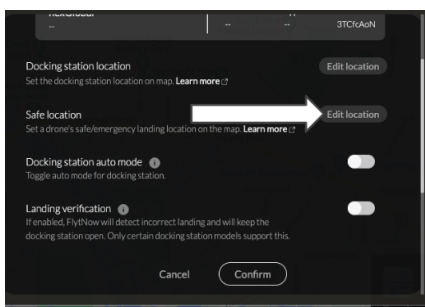 -- -- -- 3TCfcAoN
Docking station location
Edit location
Set the docking station location on map. Learn more
Safe location
Edit location
Set a drone's safe/emergency landing location on the map. Learn more
Docking station auto mode
Toggle auto mode for docking station.
Landing verification
If enabled, FlytNow will detect incorrect landing and will keep the
docking station open. Only certain docking station models support this.
Cancel Confirm